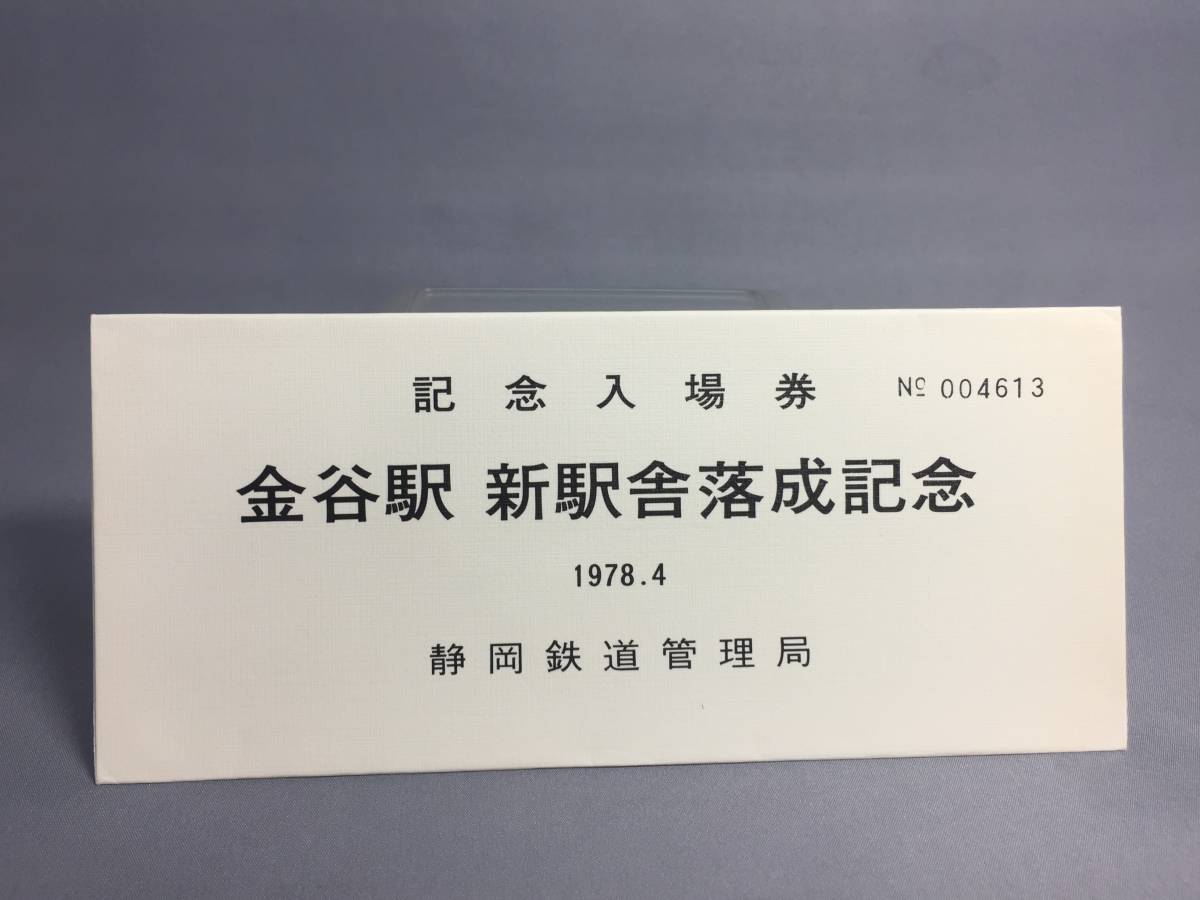 記念入場券 № 004613
金谷駅 新駅舎落成記念
1978.4
静岡鉄道管理局